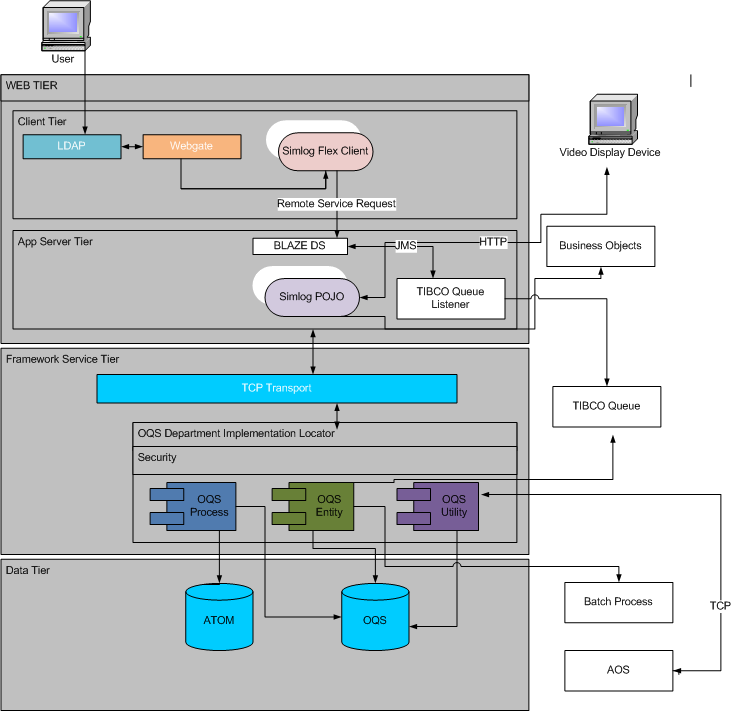 User
WEB TIER
Client Tier
LDAP
Webgate
Simlog Flex Client
Video Display Device
Remote Service Request
App Server Tier
BLAZE DS
JMS
HTTP
Business Objects
Simlog POJO
TIBCO Queue
Listener
Framework Service Tier
TCP Transport
TIBCO Queue
OQS Department Implementation Locator
Security
OQS
Process
OQS
Entity
OQS
Utility
Data Tier
ATOM
OQS
Batch Process
TCP
AOS